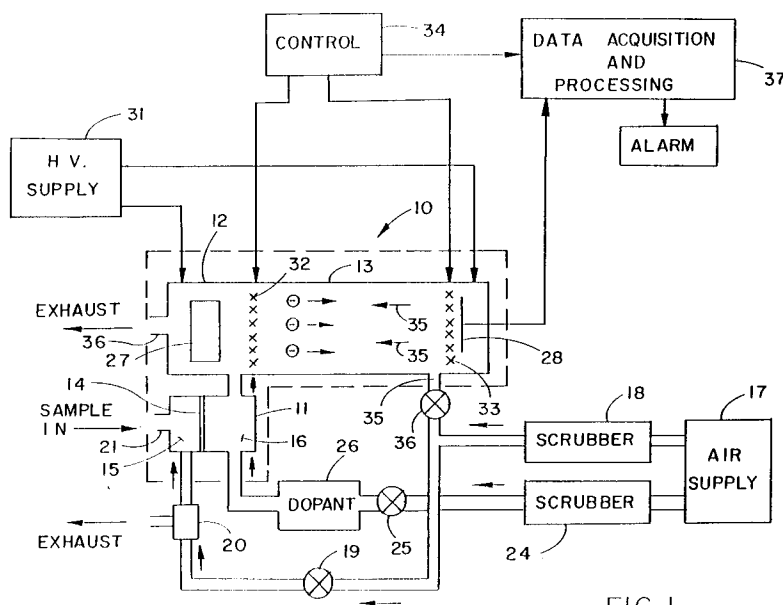 CONTROL
34
DATA ACQUISITION
AND
PROCESSING
37
31
H V.
SUPPLY
ALARM
10
12
32
13
EXHAUST
36
27
35
35
28
14
35
33
SAMPLE
IN
11
36
18
17
21
15
16
SCRUBBER
AIR
SUPPLY
26
DOPANT
SCRUBBER
EXHAUST
20
25
24
19
FIG. 1